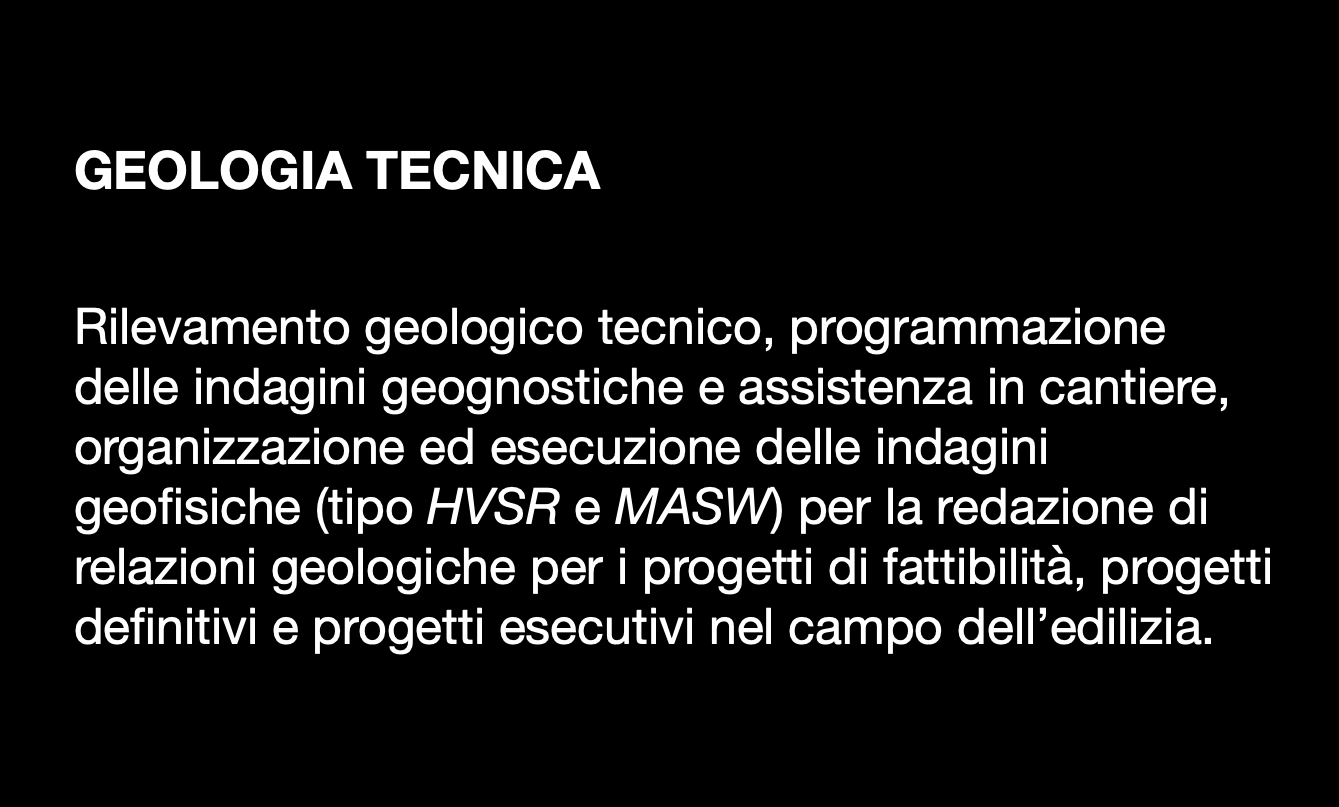 GEOLOGIA TECNICA
Rilevamento geologico tecnico, programmazione
delle indagini geognostiche e assistenza in cantiere,
organizzazione ed esecuzione delle indagini
geofisiche (tipo HVSR e MASW) per la redazione di
relazioni geologiche per i progetti di fattibilità, progetti
definitivi e progetti esecutivi nel campo dell’edilizia.